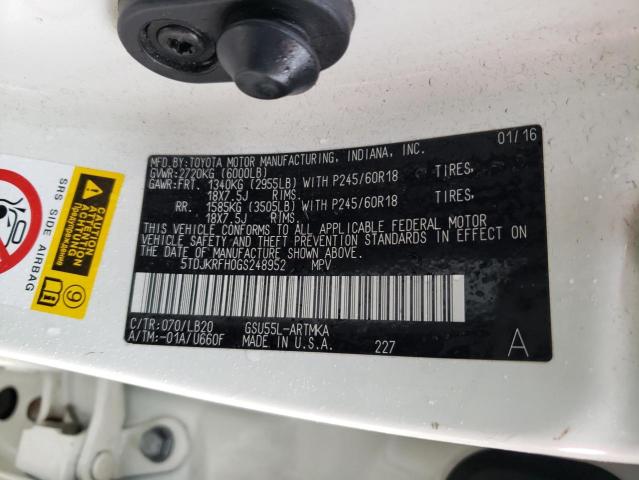 01/16
MFD.BY:TOYOTA MOTOR MANUFACTURING, INDIANA, INC.
GVWR:2720KG (6000LB)
GAWR:FRT. 1340KG (2955LB) WITH P245/60R18 TIRES,
18X7.5J RIMS,
RR. 1585KG (3505LB) WITH P245/60R18 TIRES,
18X7.5J RIMS,
THIS VEHICLE CONFORMS TO ALL APPLICABLE FEDERAL MOTOR
VEHICLE SAFETY AND THEFT PREVENTION STANDARDS IN EFFECT ON
THE DATE OF MANUFACTURE SHOWN ABOVE.
5TDJKRFH0GS248952 MPV
C/TR:070/LB20 GSU55L-ARTMKA
A/TM:-01A/U660F MADE IN U.S.A. 227 A
SRS SIDE AIRBAG
CAUTION
ATTENTION
ACHTUNG
9